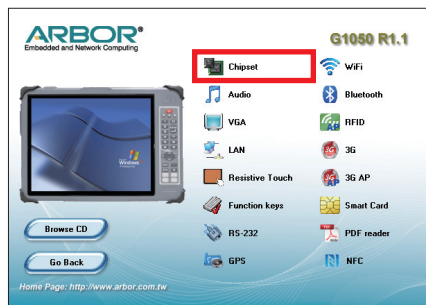 ARBOR®
Embedded and Network Computing
G1050 R1.1
Chipset
WiFi
Audio
Bluetooth
VGA
RFID
LAN
3G
Resistive Touch
3G AP
Function keys
Smart Card
RS-232
PDF reader
GPS
NFC
Windows
Browse CD
Go Back
Home Page: http://www.arbor.com.tw